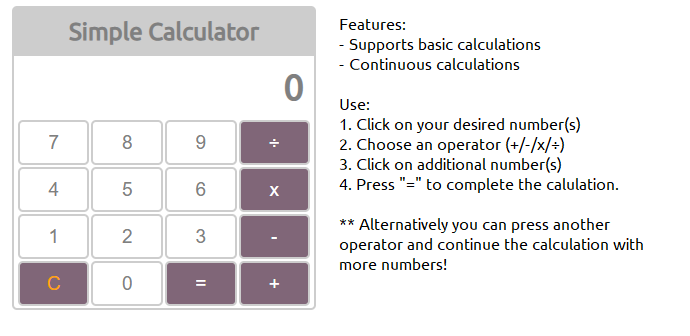 Simple Calculator
0
7 8 9 ÷
4 5 6 x
1 2 3 -
C 0 = +
Features:
- Supports basic calculations
- Continuous calculations
Use:
1. Click on your desired number(s)
2. Choose an operator (+/-/x/÷)
3. Click on additional number(s)
4. Press "=" to complete the calulation.
** Alternatively you can press another
operator and continue the calculation with
more numbers!